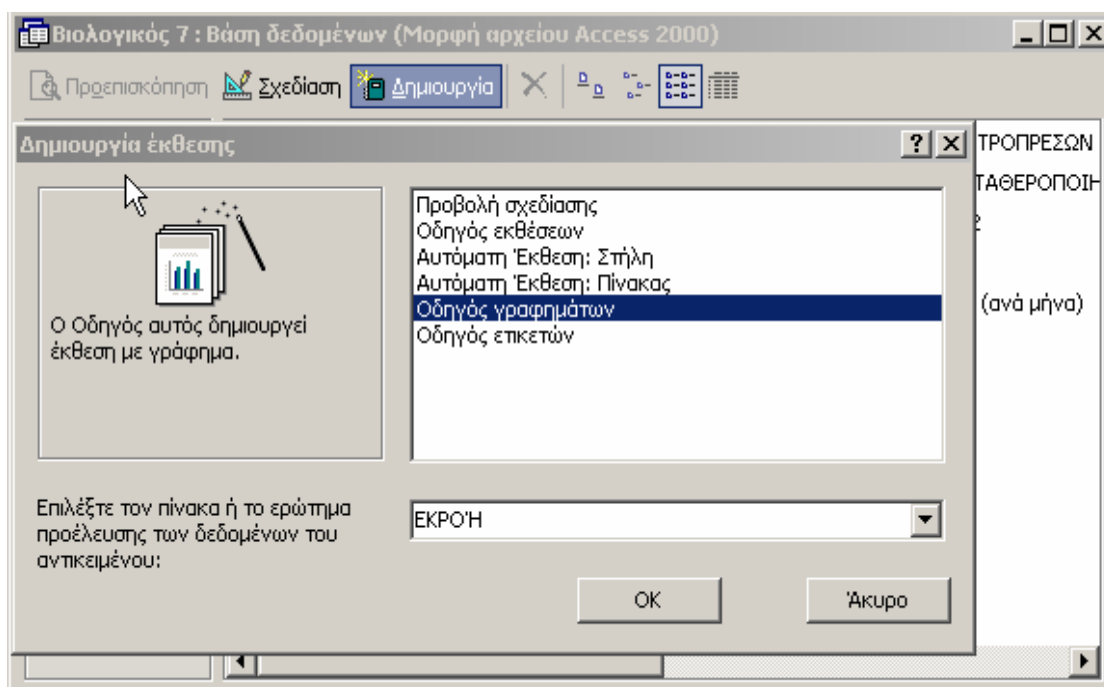 Βιολογικός 7 : Βάση δεδομένων (Μορφή αρχείου Access 2000)
Προεπισκόπηση Σχεδίαση Δημιουργία
Δημιουργία έκθεσης
ΤΡΟΠΡΕΣΩΝ
ΤΑΘΕΡΟΠΟΙΗ
(ανά μήνα)
Ο Οδηγός αυτός δημιουργεί
έκθεση με γράφημα.
Προβολή σχεδίασης
Οδηγός εκθέσεων
Αυτόματη Έκθεση: Στήλη
Αυτόματη Έκθεση: Πίνακας
Οδηγός γραφημάτων
Οδηγός ετικετών
Επιλέξτε τον πίνακα ή το ερώτημα
προέλευσης των δεδομένων του
αντικειμένου:
ΕΚΡΟΉ
OK
Άκυρο